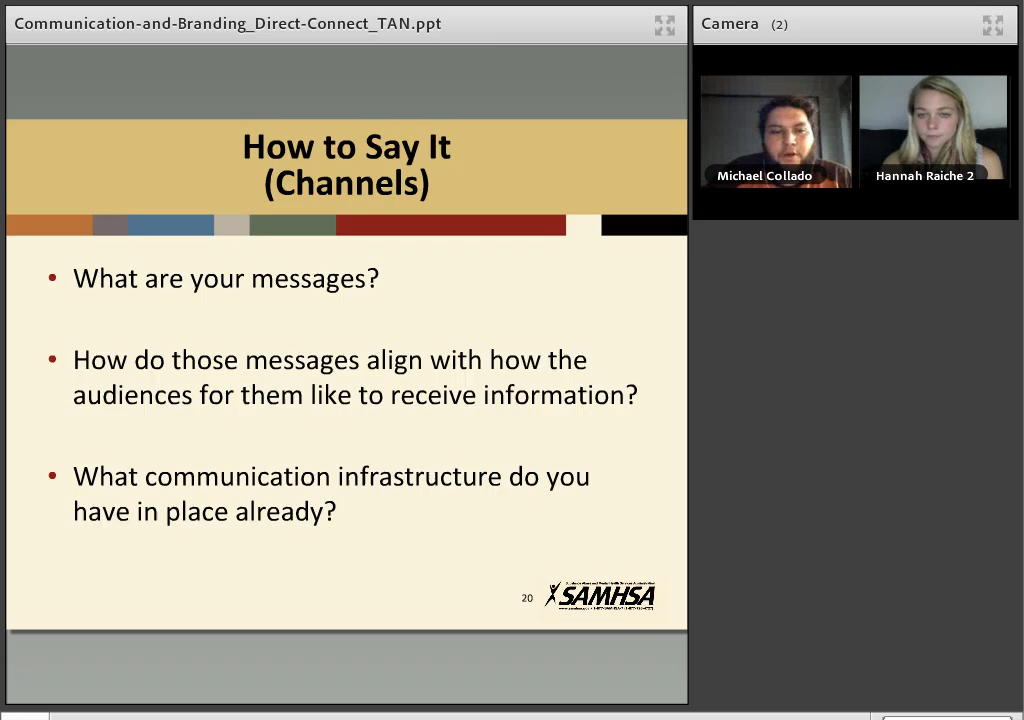 Communication-and-Branding_Direct-Connect_TAN.ppt
Camera (2)
Michael Collado
Hannah Raiche 2
How to Say It
(Channels)
• What are your messages?
• How do those messages align with how the
audiences for them like to receive information?
• What communication infrastructure do you
have in place already?
20
SAMHSA